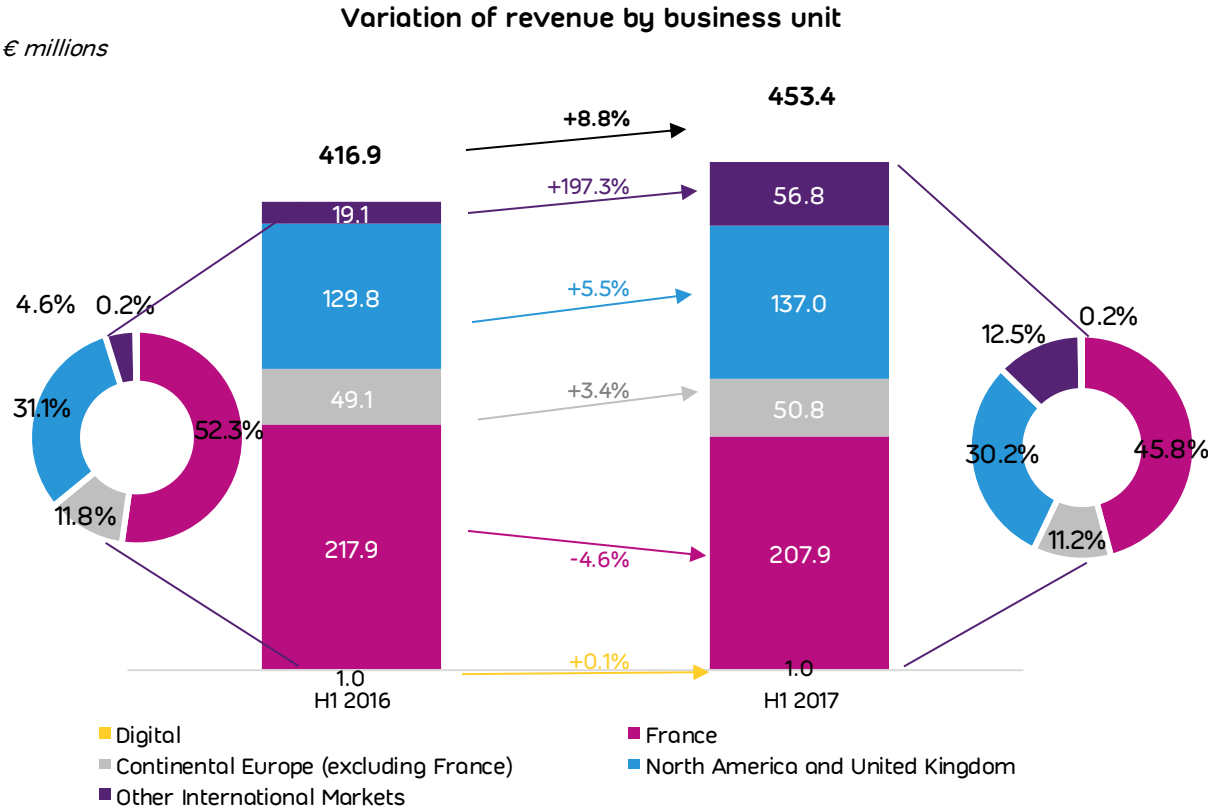 Variation of revenue by business unit
€ millions
453.4
+8.8%
416.9
+197.3%
56.8
19.1
129.8
+5.5%
137.0
4.6% 0.2%
12.5% 0.2%
31.1%
52.3%
49.1
+3.4%
50.8
30.2%
45.8%
11.8%
11.2%
217.9
-4.6%
207.9
+0.1%
1.0
1.0
H1 2016
H1 2017
Digital
France
Continental Europe (excluding France)
North America and United Kingdom
Other International Markets